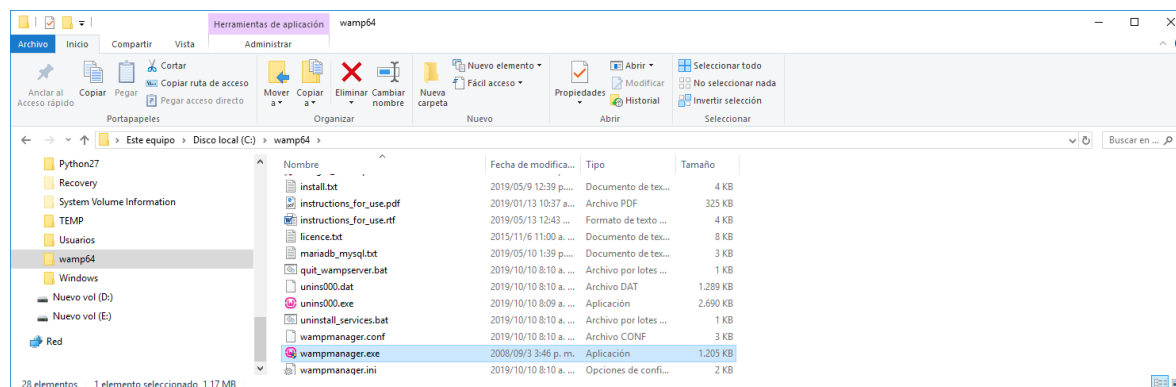 Herramientas de aplicación wamp64
Archivo Inicio Compartir Vista Administrar
Anclar al Acceso rápido
Copiar
Pegar
Cortar
Copiar ruta de acceso
Pegar acceso directo
Portapapeles
Mover a
Copiar a
Eliminar
Cambiar nombre
Organizar
Nueva carpeta
Nuevo elemento
Fácil acceso
Nuevo
Propiedades
Abrir
Modificar
Historial
Abrir
Seleccionar todo
No seleccionar nada
Invertir selección
Seleccionar
Este equipo > Disco local (C:) > wamp64 >
Buscar en ...
Python27
Recovery
System Volume Information
TEMP
Usuarios
wamp64
Windows
Nuevo vol (D:)
Nuevo vol (E:)
Red
Nombre Fecha de modifica... Tipo Tamaño
install.txt 2019/05/9 12:39 p.... Documento de tex... 4 KB
instructions_for_use.pdf 2019/01/13 10:37 a... Archivo PDF 325 KB
instructions_for_use.rtf 2019/05/13 12:43 ... Formato de texto ... 4 KB
licence.txt 2015/11/6 11:00 a. ... Documento de tex... 8 KB
mariadb_mysql.txt 2019/05/10 1:39 p.... Documento de tex... 3 KB
quit_wampserver.bat 2019/10/10 8:10 a. ... Archivo por lotes ... 1 KB
unins000.dat 2019/10/10 8:10 a. ... Archivo DAT 1.289 KB
unins000.exe 2019/10/10 8:09 a. ... Aplicación 2.690 KB
uninstall_services.bat 2019/10/10 8:10 a. ... Archivo por lotes ... 1 KB
wampmanager.conf 2019/10/10 8:10 a. ... Archivo CONF 3 KB
wampmanager.exe 2008/09/3 3:46 p. m. Aplicación 1.205 KB
wampmanager.ini 2019/10/10 8:10 a. ... Opciones de confi... 2 KB
28 elementos 1 elemento seleccionado 1,17 MB